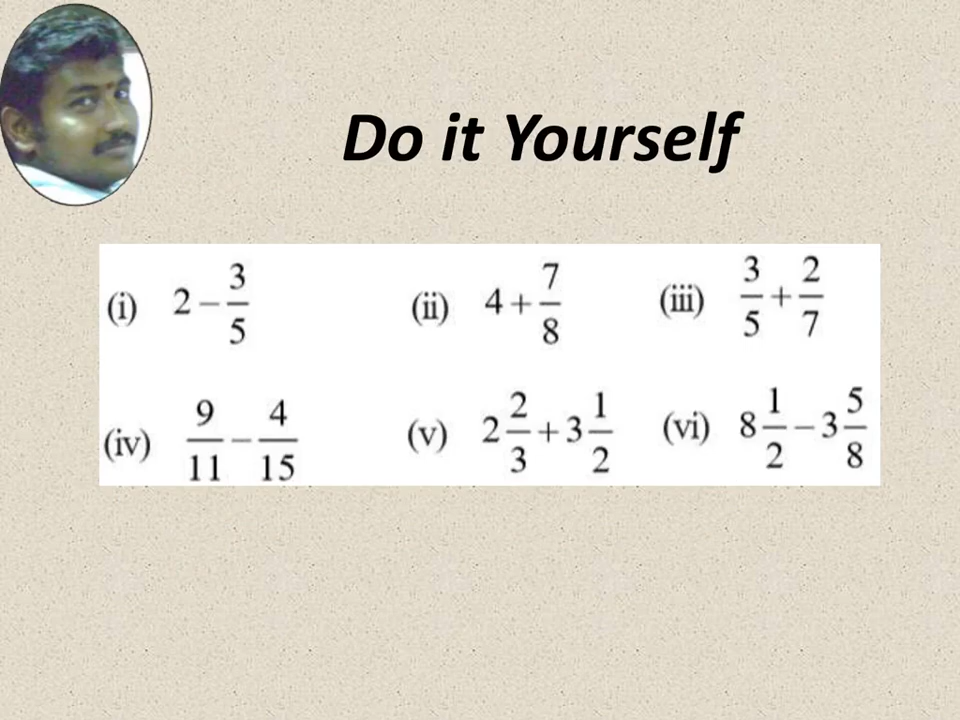 Do it Yourself
(i) 2 − 3/5 (ii) 4 + 7/8 (iii) 3/5 + 2/7
(iv) 9/11 − 4/15 (v) 2 2/3 + 3 1/2 (vi) 8 1/2 − 3 5/8